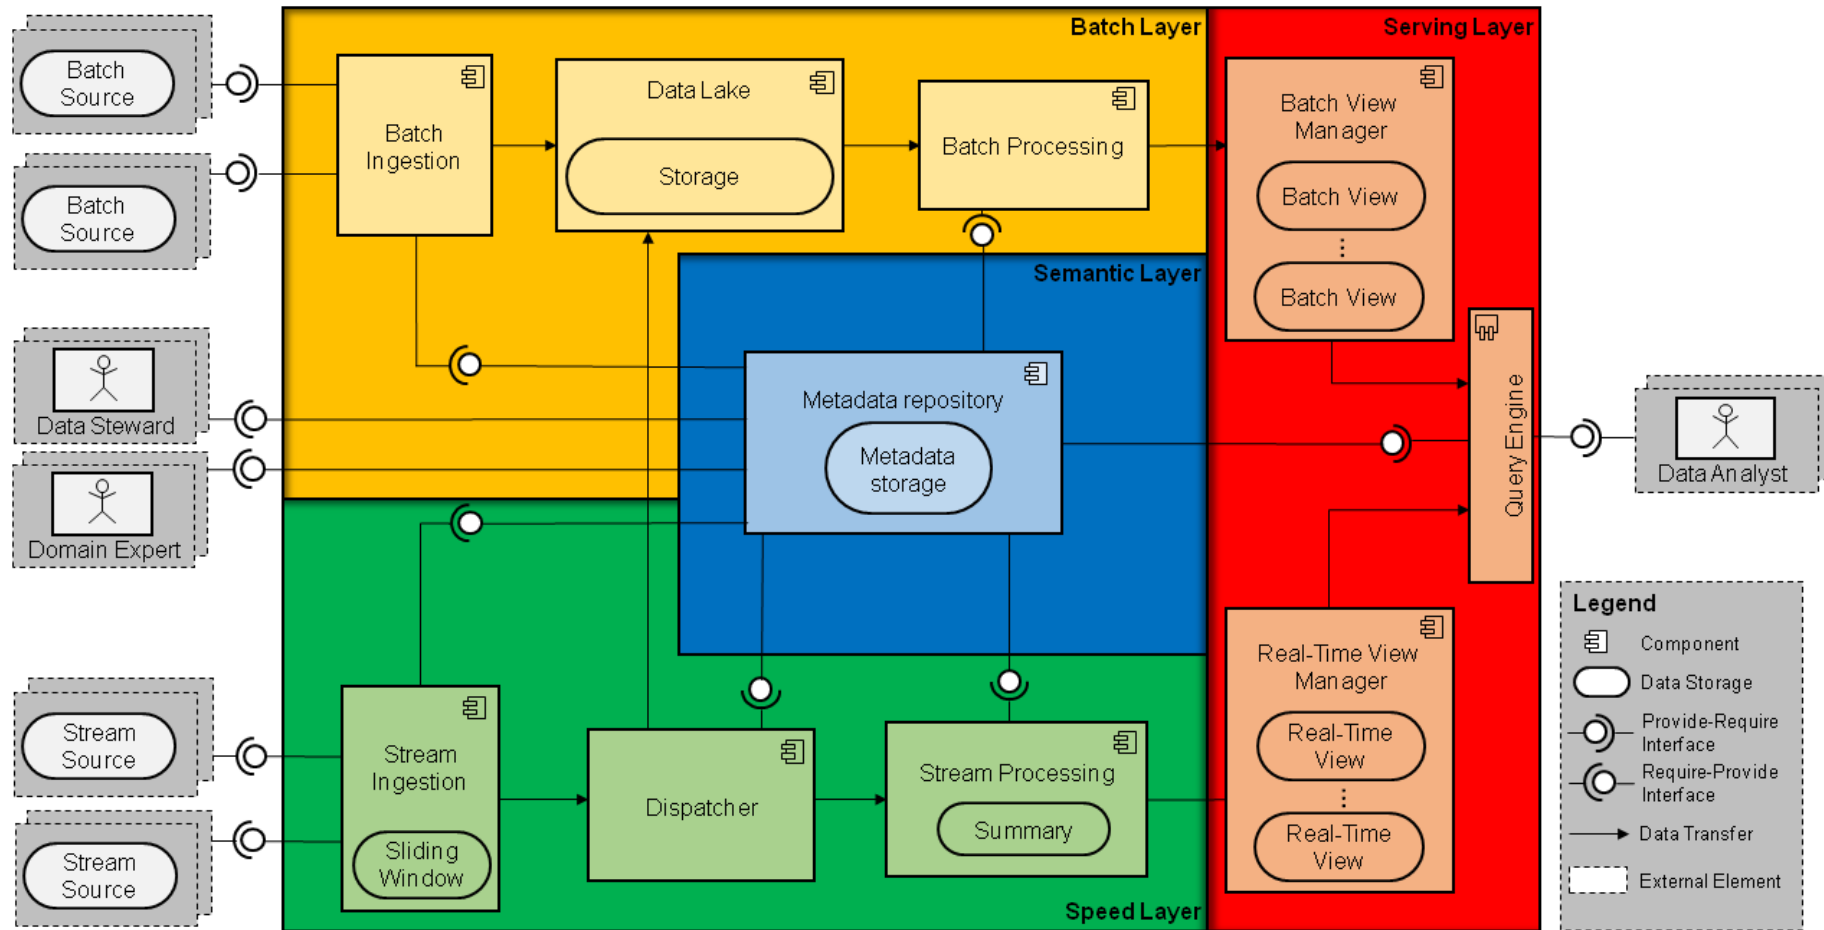 Batch Layer
Serving Layer
Batch
Source
Batch
Source
Batch
Ingestion
Data Lake
Storage
Batch Processing
Batch View
Manager
Batch View
Batch View
Semantic Layer
Metadata repository
Metadata
storage
Data Steward
Domain Expert
Query Engine
Data Analyst
Stream
Source
Stream
Source
Stream
Ingestion
Sliding
Window
Dispatcher
Stream Processing
Summary
Real-Time View
Manager
Real-Time
View
Real-Time
View
Speed Layer
Legend
Component
Data Storage
Provide-Require
Interface
Require-Provide
Interface
Data Transfer
External Element